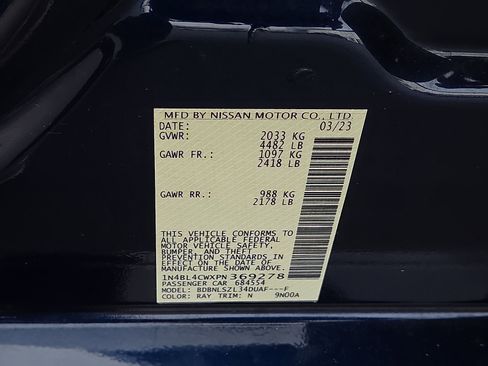 MFD BY NISSAN MOTOR CO., LTD.
DATE: 03/23
GVWR: 2033 KG
4482 LB
GAWR FR.: 1097 KG
2418 LB
GAWR RR.: 988 KG
2178 LB
THIS VEHICLE CONFORMS TO
ALL APPLICABLE FEDERAL
MOTOR VEHICLE SAFETY,
BUMPER, AND THEFT
PREVENTION STANDARDS IN
EFFECT ON THE DATE OF
MANUFACTURE SHOWN ABOVE.
1N4BL4CWXPN369278
PASSENGER CAR 684554
MODEL: BDBNLSZL34DUAF---F
COLOR: RAY TRIM: N 9N00A